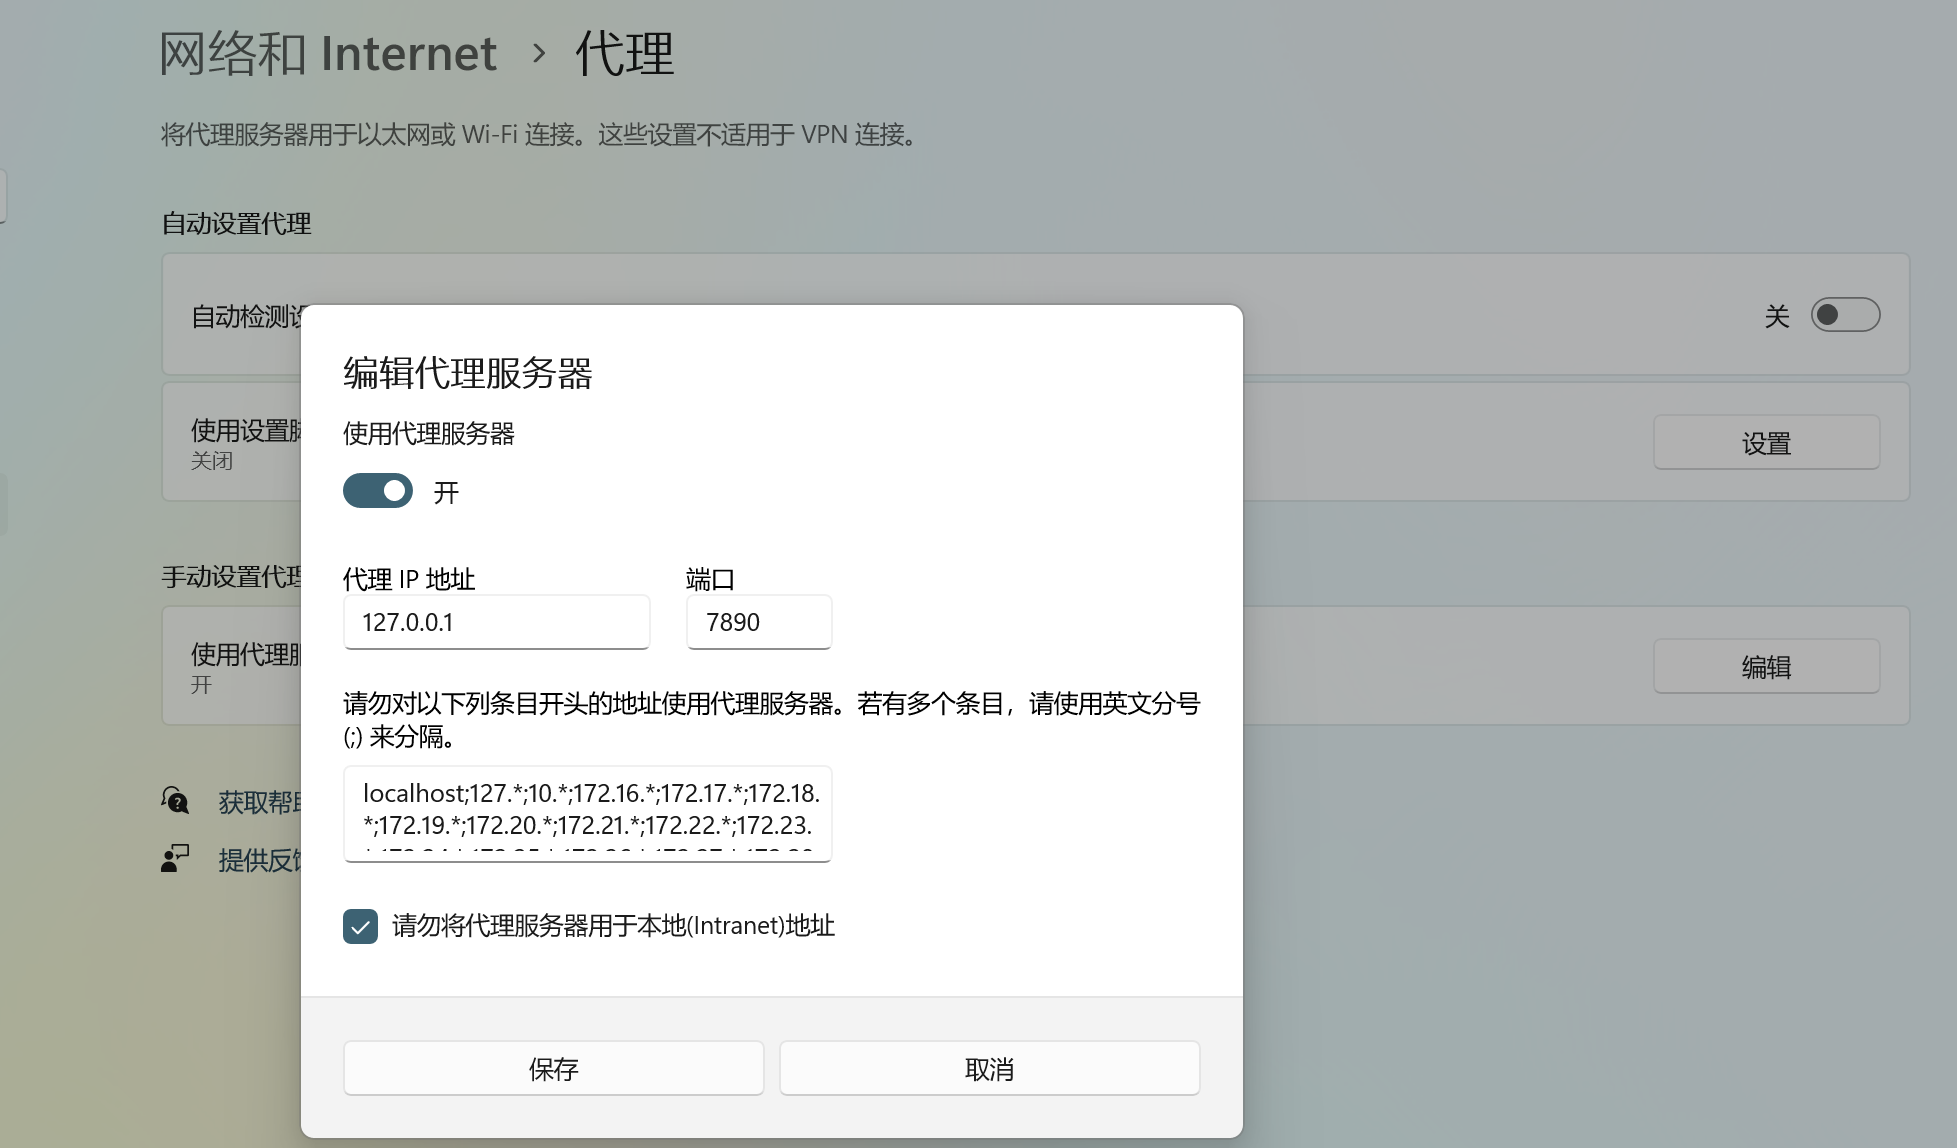 网络和 Internet › 代理
将代理服务器用于以太网或 Wi-Fi 连接。这些设置不适用于 VPN 连接。
自动设置代理
自动检测
关
使用设置
关闭
设置
手动设置代理
使用代理
开
编辑
获取帮
提供反
编辑代理服务器
使用代理服务器
开
代理 IP 地址
端口
127.0.0.1
7890
请勿对以下列条目开头的地址使用代理服务器。若有多个条目，请使用英文分号
(;) 来分隔。
localhost;127.*;10.*;172.16.*;172.17.*;172.18.
*;172.19.*;172.20.*;172.21.*;172.22.*;172.23.
请勿将代理服务器用于本地(Intranet)地址
保存
取消